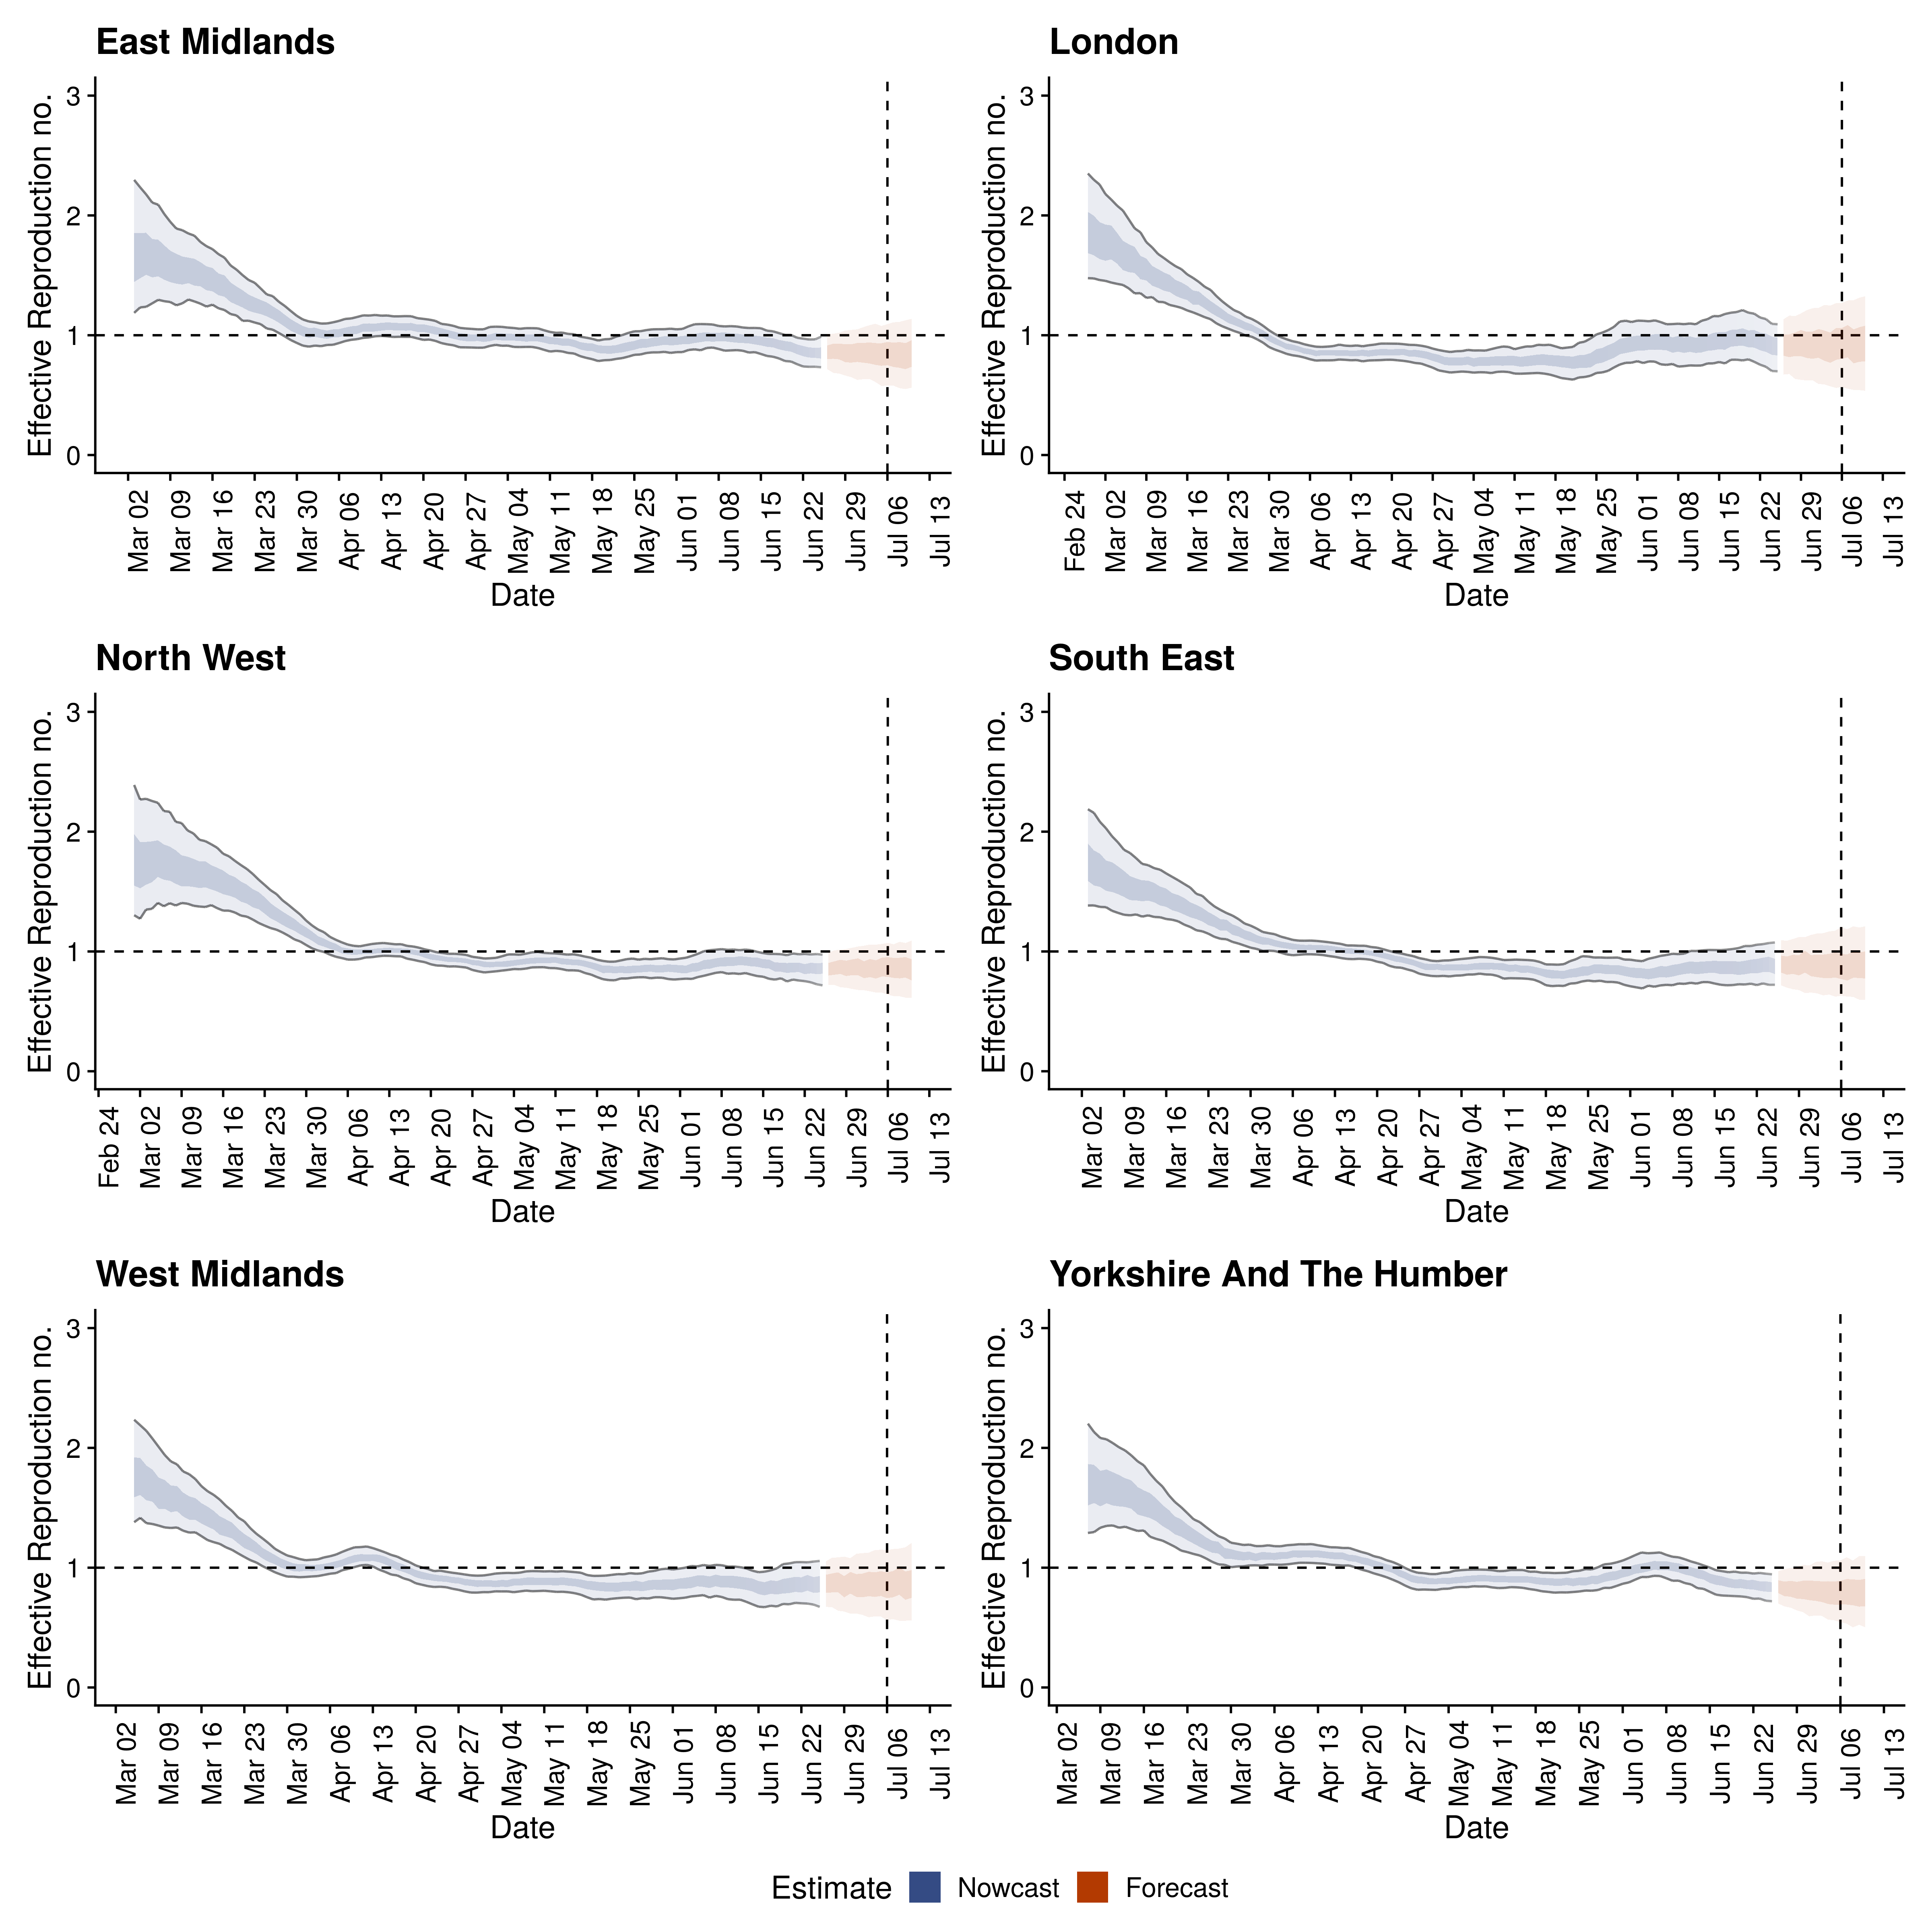 East Midlands
London
Effective Reproduction no.
3
2
1
0
Mar 02 Mar 09 Mar 16 Mar 23 Mar 30 Apr 06 Apr 13 Apr 20 Apr 27 May 04 May 11 May 18 May 25 Jun 01 Jun 08 Jun 15 Jun 22 Jun 29 Jul 06 Jul 13
Date
Effective Reproduction no.
3
2
1
0
Feb 24 Mar 02 Mar 09 Mar 16 Mar 23 Mar 30 Apr 06 Apr 13 Apr 20 Apr 27 May 04 May 11 May 18 May 25 Jun 01 Jun 08 Jun 15 Jun 22 Jun 29 Jul 06 Jul 13
Date
North West
South East
Effective Reproduction no.
3
2
1
0
Feb 24 Mar 02 Mar 09 Mar 16 Mar 23 Mar 30 Apr 06 Apr 13 Apr 20 Apr 27 May 04 May 11 May 18 May 25 Jun 01 Jun 08 Jun 15 Jun 22 Jun 29 Jul 06 Jul 13
Date
Effective Reproduction no.
3
2
1
0
Mar 02 Mar 09 Mar 16 Mar 23 Mar 30 Apr 06 Apr 13 Apr 20 Apr 27 May 04 May 11 May 18 May 25 Jun 01 Jun 08 Jun 15 Jun 22 Jun 29 Jul 06 Jul 13
Date
West Midlands
Yorkshire And The Humber
Effective Reproduction no.
3
2
1
0
Mar 02 Mar 09 Mar 16 Mar 23 Mar 30 Apr 06 Apr 13 Apr 20 Apr 27 May 04 May 11 May 18 May 25 Jun 01 Jun 08 Jun 15 Jun 22 Jun 29 Jul 06 Jul 13
Date
Effective Reproduction no.
3
2
1
0
Mar 02 Mar 09 Mar 16 Mar 23 Mar 30 Apr 06 Apr 13 Apr 20 Apr 27 May 04 May 11 May 18 May 25 Jun 01 Jun 08 Jun 15 Jun 22 Jun 29 Jul 06 Jul 13
Date
Estimate Nowcast Forecast